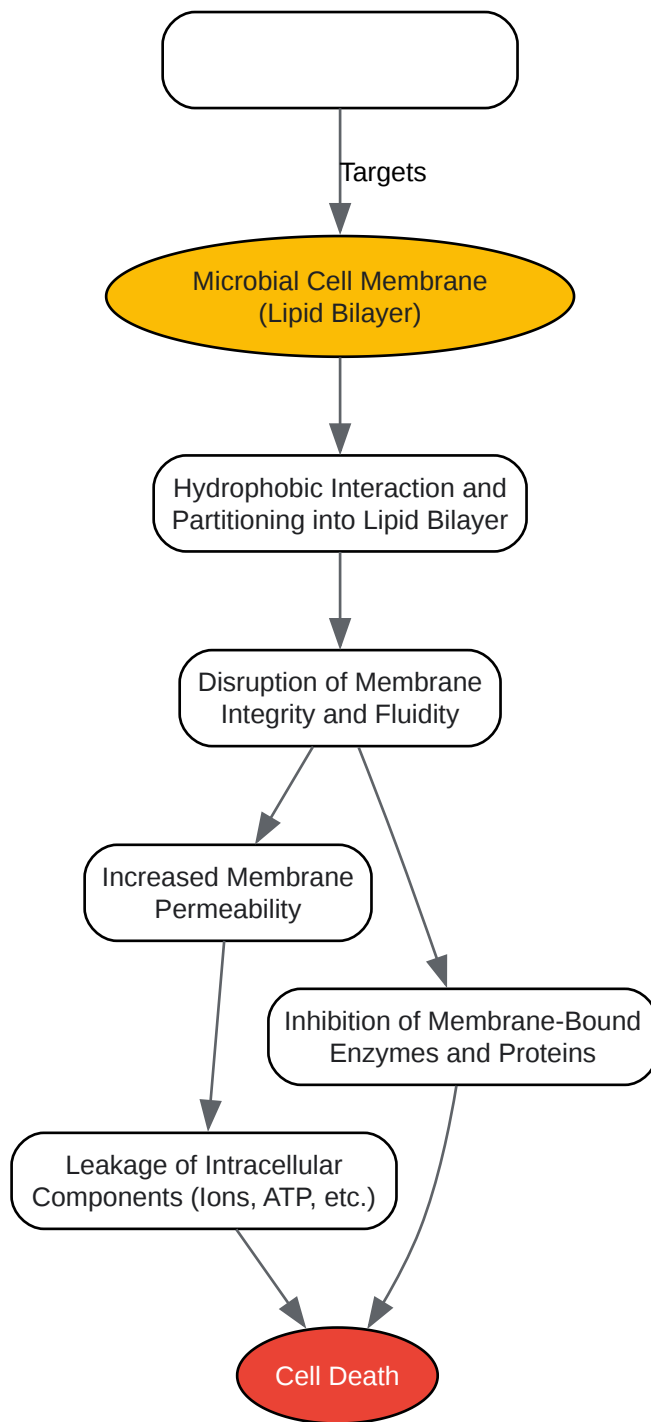 Targets
Microbial Cell Membrane
(Lipid Bilayer)
Hydrophobic Interaction and
Partitioning into Lipid Bilayer
Disruption of Membrane
Integrity and Fluidity
Increased Membrane
Permeability
Inhibition of Membrane-Bound
Enzymes and Proteins
Leakage of Intracellular
Components (Ions, ATP, etc.)
Cell Death